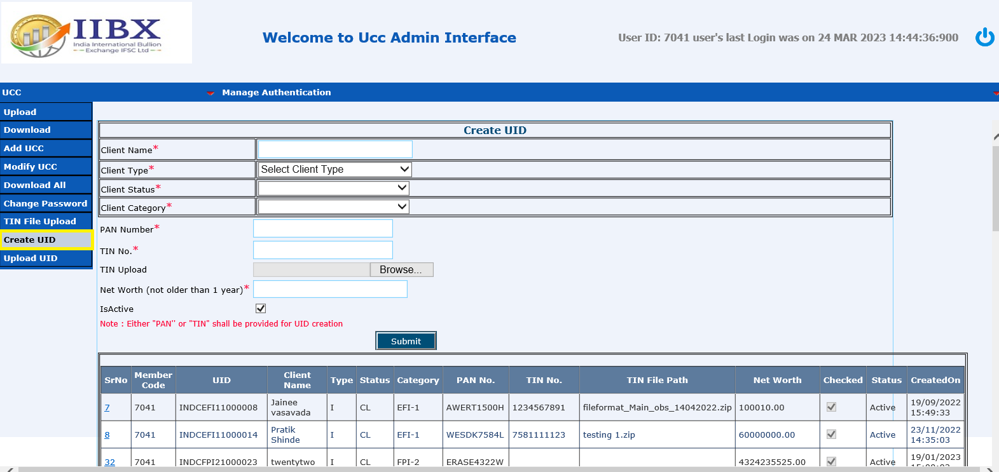 IIBX
India International Bullion
Exchange IFSC Ltd
Welcome to Ucc Admin Interface
User ID: 7041 user's last Login was on 24 MAR 2023 14:44:36:900
UCC
Manage Authentication
Upload
Download
Add UCC
Modify UCC
Download All
Change Password
TIN File Upload
Create UID
Upload UID
Create UID
Client Name*
Client Type* Select Client Type
Client Status*
Client Category*
PAN Number*
TIN No.*
TIN Upload Browse...
Net Worth (not older than 1 year)*
IsActive
Note : Either "PAN" or "TIN" shall be provided for UID creation
Submit
SrNo Member Code UID Client Name Type Status Category PAN No. TIN No. TIN File Path Net Worth Checked Status CreatedOn
7 7041 INDCEFI11000008 Jainee vasavada I CL EFI-1 AWERT1500H 1234567891 fileformat_Main_obs_14042022.zip 100010.00 Active 19/09/2022 15:49:33
8 7041 INDCEFI11000014 Pratik Shinde I CL EFI-1 WESDK7584L 7581111123 testing 1.zip 60000000.00 Active 23/11/2022 14:35:03
32 7041 INDCFPI21000023 twentytwo I CL FPI-2 ERASE4322W 4324235525.00 Active 19/01/2023